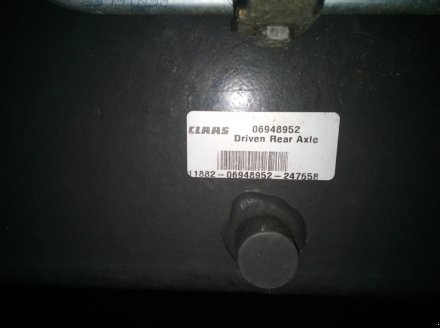 CLAAS 06948952
Driven Rear Axle
11882-06948952-247658